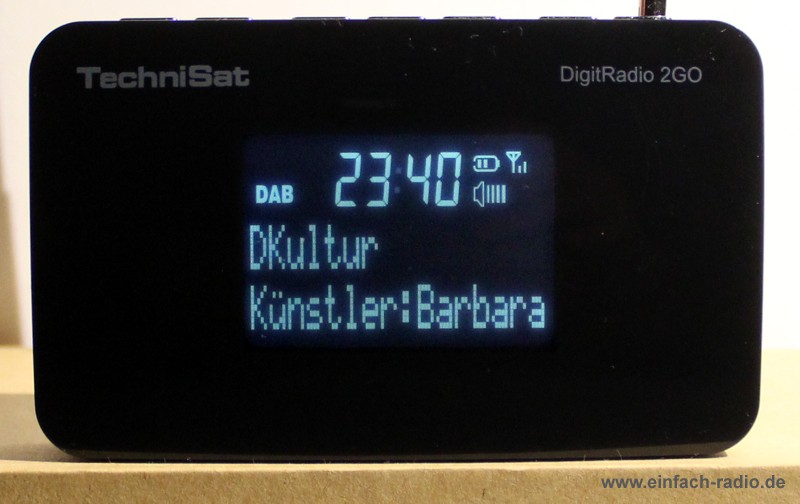 TechniSat
DigitRadio 2GO
DAB 23:40
DKultur
Künstler:Barbara
www.einfach-radio.de